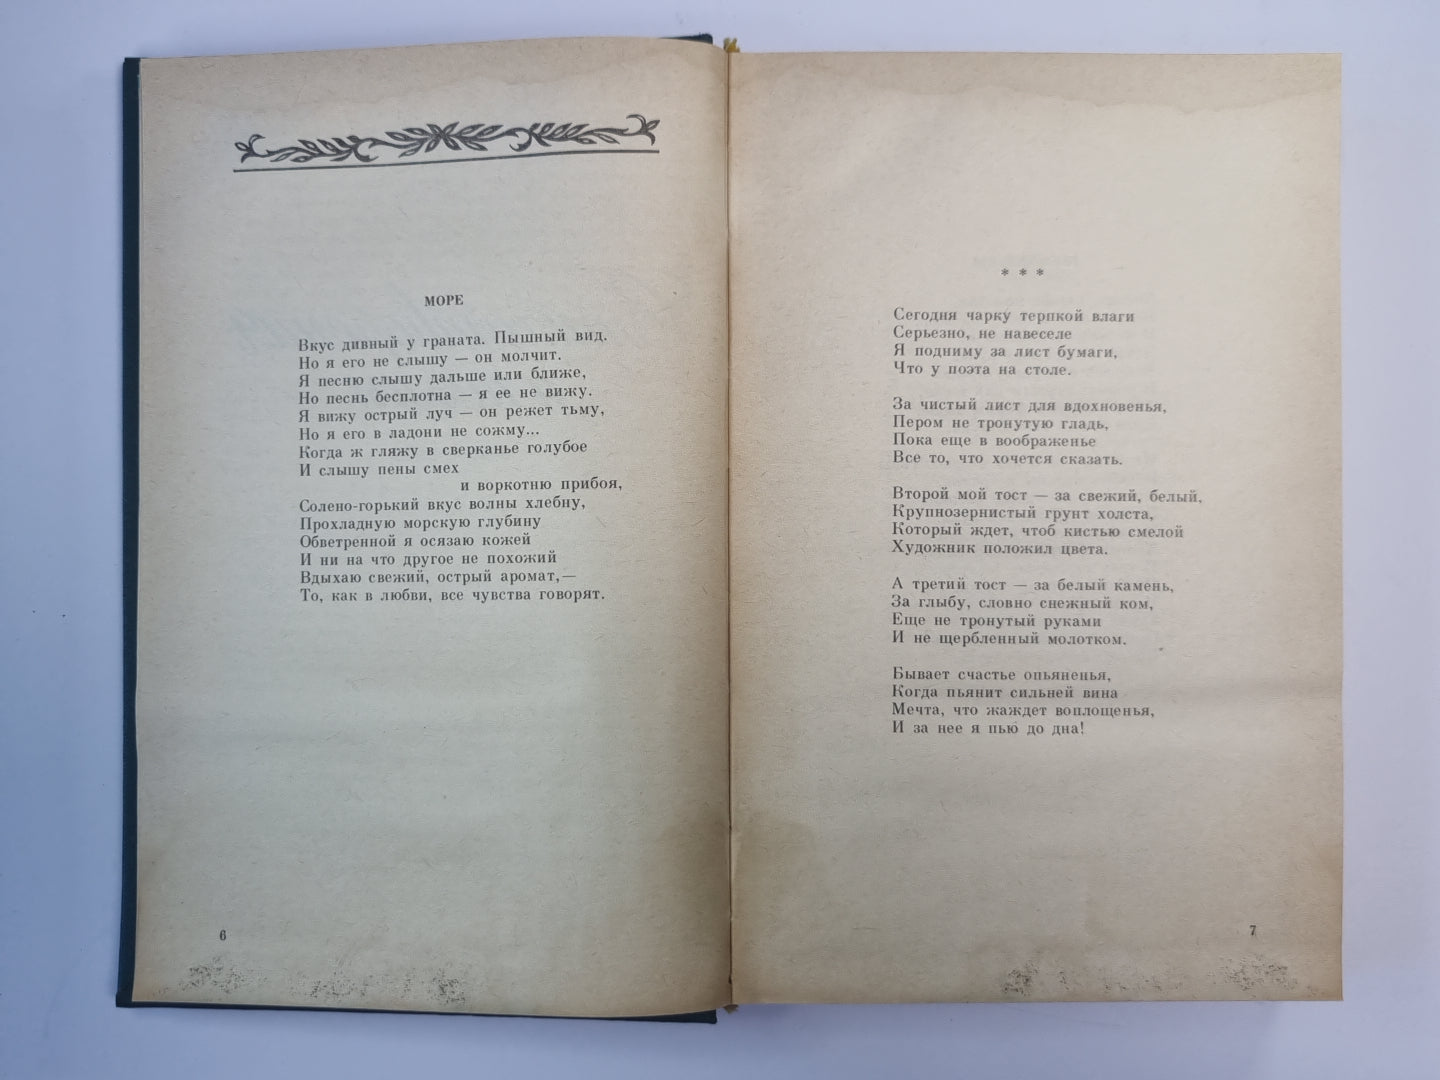 МОРЕ
Вкус дивный у граната. Пышный вид.
Но я его не слышу — он молчит.
Я песню слышу дальше или ближе,
Но песнь бесплотна — я ее не вижу.
Я вижу острый луч — он режет тьму,
Но я его в ладони не сожму...
Когда ж гляжу в сверканье голубое
И слышу пены смех
и воркотню прибоя,
Солено-горький вкус волны хлебну,
Прохладную морскую глубину
Обветренной я осязаю кожей
И ни на что другое не похожий
Вдыхаю свежий, острый аромат,—
То, как в любви, все чувства говорят.
6
* * *
Сегодня чарку терпкой влаги
Серьезно, не навеселе
Я подниму за лист бумаги,
Что у поэта на столе.
За чистый лист для вдохновенья,
Пером не тронутую гладь,
Пока еще в воображенье
Все то, что хочется сказать.
Второй мой тост — за свежий, белый,
Крупнозернистый грунт холста,
Который ждет, чтоб кистью смелой
Художник положил цвета.
А третий тост — за белый камень,
За глыбу, словно снежный ком,
Еще не тронутый руками
И не щербленный молотком.
Бывает счастье опьяненья,
Когда пьянит сильней вина
Мечта, что жаждет воплощенья,
И за нее я пью до дна!
7